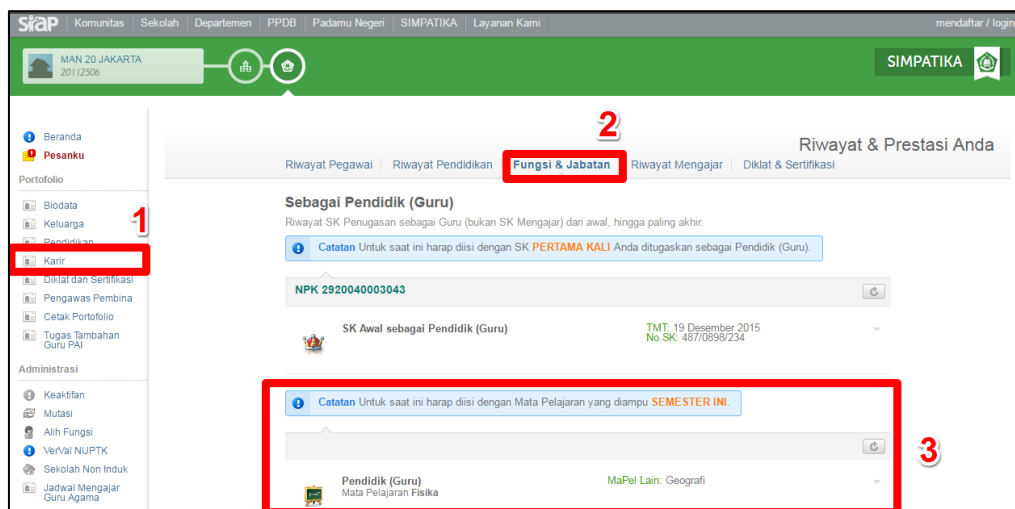 siap Komunitas Sekolah Departemen PPDB Padamu Negeri SIMPATIKA Layanan Kami mendaftar / login
MAN 20 JAKARTA
20112506
SIMPATIKA
Beranda
Pesanku
Portofolio
Biodata
Keluarga
Pendidikan
Karir
Diklat dan Sertifikasi
Pengawas Pembina
Cetak Portofolio
Tugas Tambahan
Guru PAI
Administrasi
Keaktifan
Mutasi
Alih Fungsi
VerVal NUPTK
Sekolah Non Induk
Jadwal Mengajar
Guru Agama
1
2
Riwayat & Prestasi Anda
Riwayat Pegawai Riwayat Pendidikan Fungsi & Jabatan Riwayat Mengajar Diklat & Sertifikasi
Sebagai Pendidik (Guru)
Riwayat SK Penugasan sebagai Guru (bukan SK Mengajar) dari awal, hingga paling akhir.
Catatan Untuk saat ini harap diisi dengan SK PERTAMA KALI Anda ditugaskan sebagai Pendidik (Guru).
NPK 2920040003043
SK Awal sebagai Pendidik (Guru) TMT: 19 Desember 2015
No.SK: 487/0898/234
Catatan Untuk saat ini harap diisi dengan Mata Pelajaran yang diampu SEMESTER INI.
3
Pendidik (Guru) MaPel Lain: Geografi
Mata Pelajaran Fisika